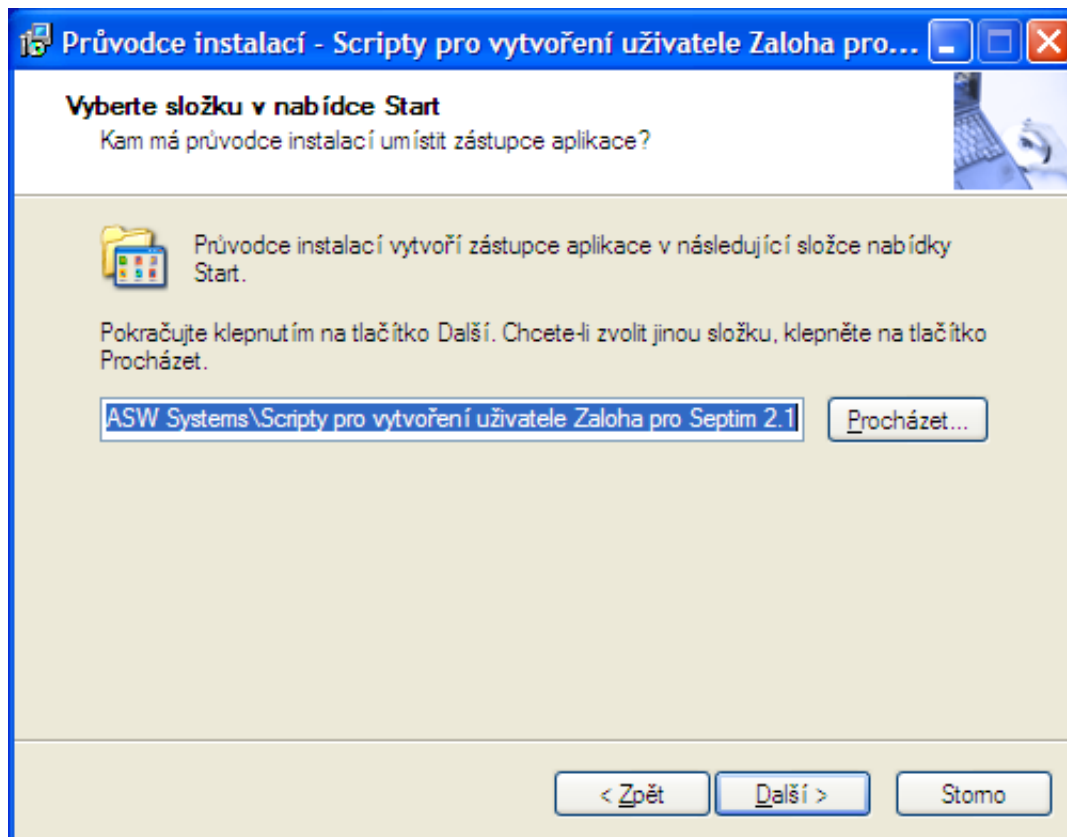 Průvodce instalací - Scripty pro vytvoření uživatele Zaloha pro...
Vyberte složku v nabídce Start
Kam má průvodce instalací umístit zástupce aplikace?
Průvodce instalací vytvoří zástupce aplikace v následující složce nabídky
Start.
Pokračujte klepnutím na tlačítko Další. Chcete-li zvolit jinou složku, klepněte na tlačítko
Procházet.
ASW Systems\Scripty pro vytvoření uživatele Zaloha pro Septim 2.1
Procházet...
< Zpět
Další >
Storno